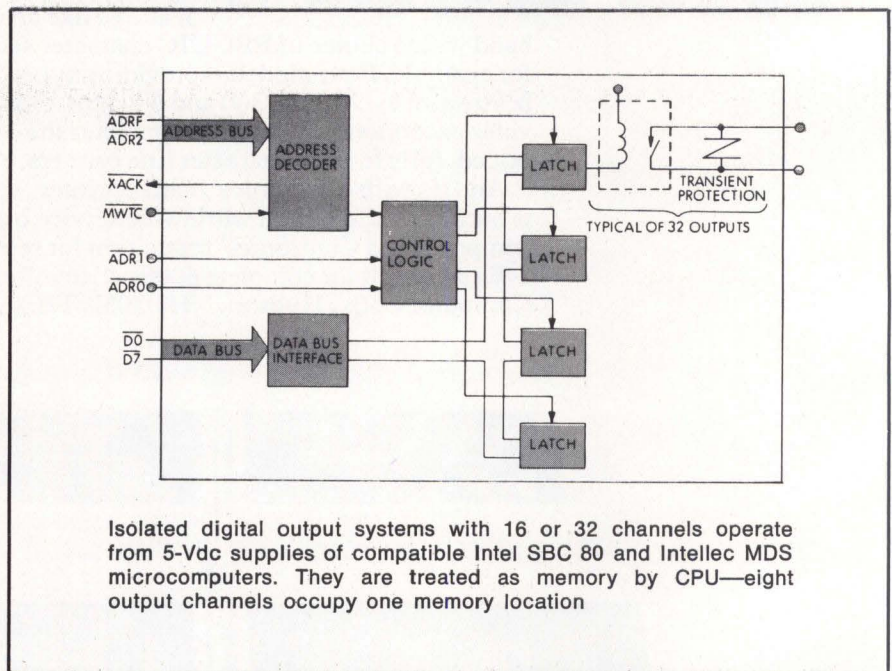 ADRF
ADDRESS BUS
ADR2
ADDRESS
DECODER
XACK
MWTC
ADR1
ADR0
CONTROL
LOGIC
D0
DATA BUS
D7
DATA BUS
INTERFACE
LATCH
LATCH
LATCH
LATCH
TRANSIENT
PROTECTION
TYPICAL OF 32 OUTPUTS
Isolated digital output systems with 16 or 32 channels operate
from 5-Vdc supplies of compatible Intel SBC 80 and Intellec MDS
microcomputers. They are treated as memory by CPU—eight
output channels occupy one memory location